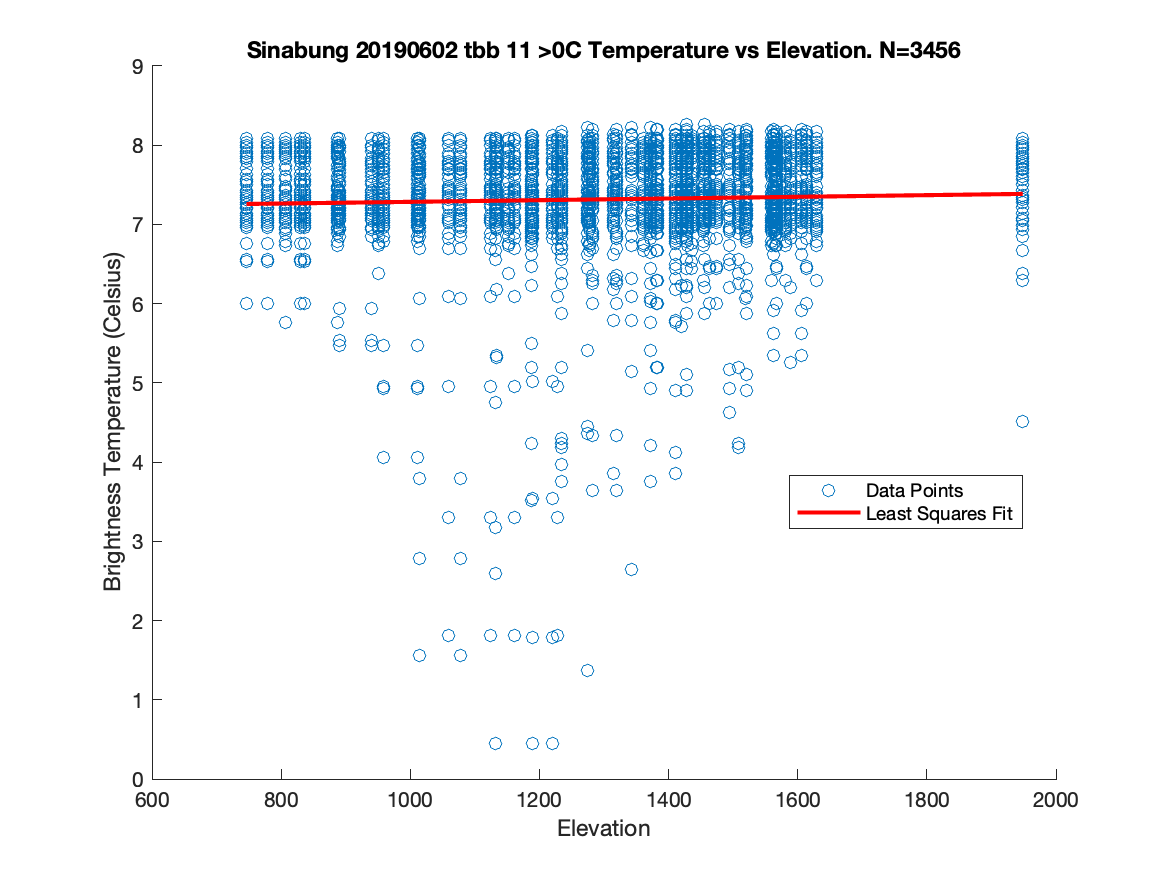 Sinabung 20190602 tbb 11 >0C Temperature vs Elevation. N=3456
9
8
7
6
5
4
3
2
1
0
Brightness Temperature (Celsius)
Data Points
Least Squares Fit
600 800 1000 1200 1400 1600 1800 2000
Elevation